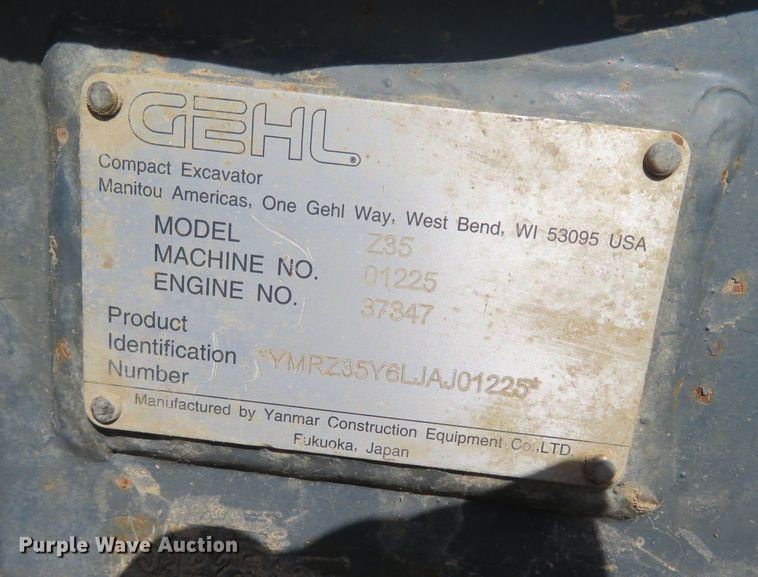 GEHL®
Compact Excavator
Manitou Americas, One Gehl Way, West Bend, WI 53095 USA
MODEL Z35
MACHINE NO. 01225
ENGINE NO. 37347
Product
Identification *YMRZ35Y6LJAJ01225*
Number
Manufactured by Yanmar Construction Equipment Co.,LTD
Fukuoka, Japan
Purple Wave Auction